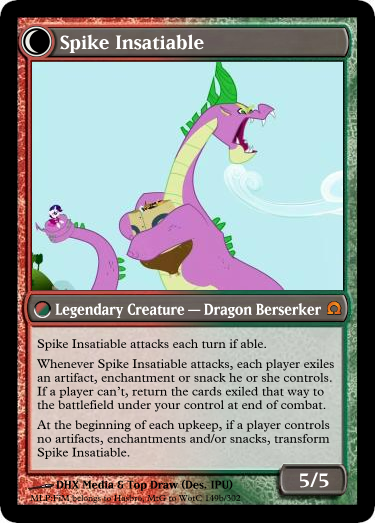 Spike Insatiable
Legendary Creature — Dragon Berserker
Spike Insatiable attacks each turn if able.
Whenever Spike Insatiable attacks, each player exiles
an artifact, enchantment or snack he or she controls.
If a player can't, return the cards exiled that way to
the battlefield under your control at end of combat.
At the beginning of each upkeep, if a player controls
no artifacts, enchantments and/or snacks, transform
Spike Insatiable.
5/5
DHX Media & Top Draw (Des. IPU)
MLP:FiM belongs to Hasbro, MtG to WotC 149b/302